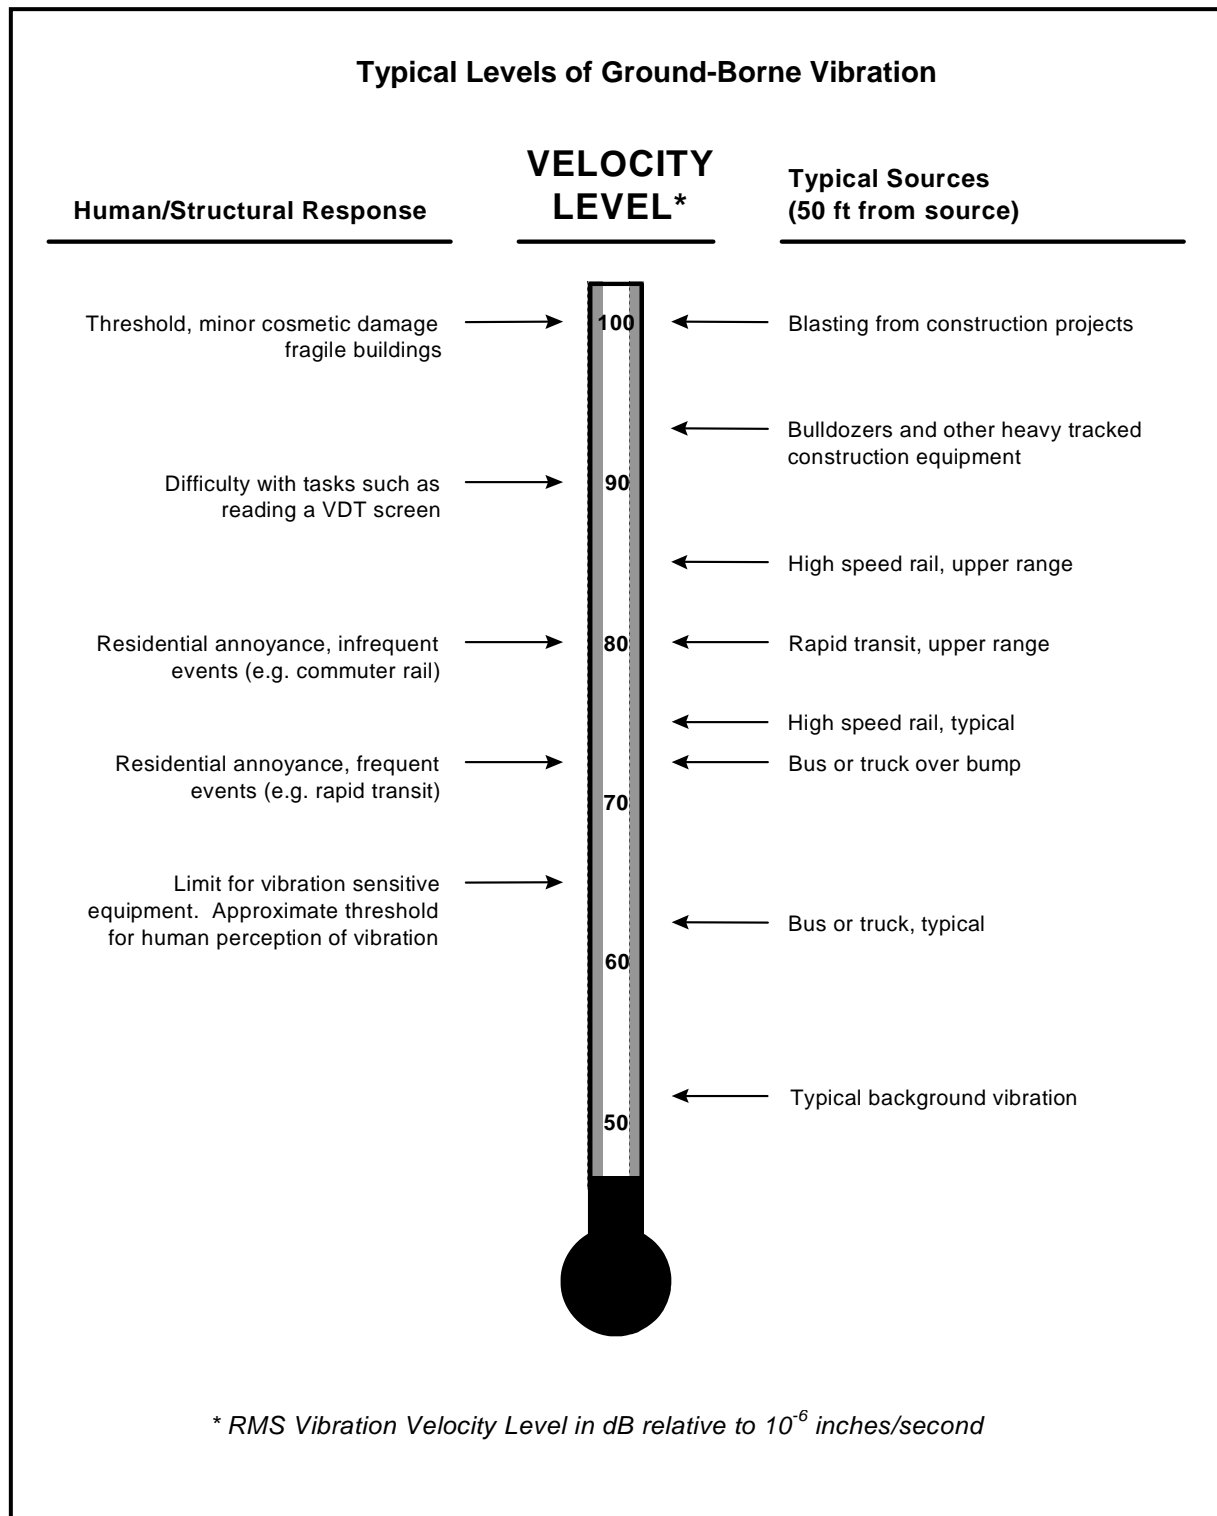 Typical Levels of Ground-Borne Vibration
Human/Structural Response
VELOCITY
LEVEL*
Typical Sources
(50 ft from source)
Threshold, minor cosmetic damage
fragile buildings
100
Blasting from construction projects
Bulldozers and other heavy tracked
construction equipment
Difficulty with tasks such as
reading a VDT screen
90
High speed rail, upper range
Residential annoyance, infrequent
events (e.g. commuter rail)
80
Rapid transit, upper range
High speed rail, typical
Residential annoyance, frequent
events (e.g. rapid transit)
Bus or truck over bump
70
Limit for vibration sensitive
equipment.  Approximate threshold
for human perception of vibration
Bus or truck, typical
60
Typical background vibration
50
* RMS Vibration Velocity Level in dB relative to 10⁻⁶ inches/second